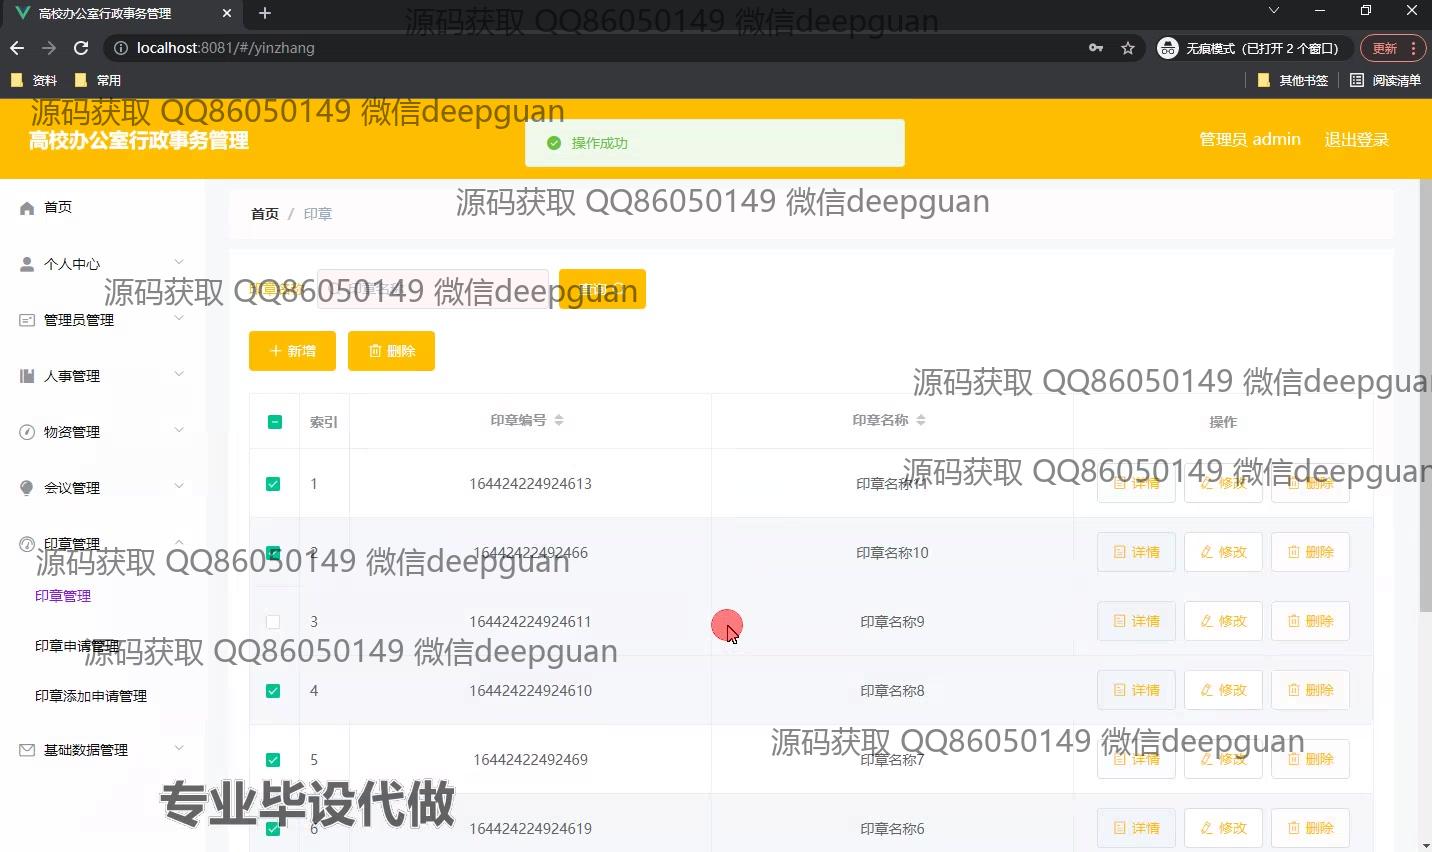 高校办公室行政事务管理
源码获取 QQ86050149 微信deepguan
localhost:8081/#/yinzhang
无痕模式（已打开 2 个窗口）
更新
资料
常用
其他书签
阅读清单
源码获取 QQ86050149 微信deepguan
高校办公室行政事务管理
操作成功
管理员 admin
退出登录
首页
首页 / 印章
源码获取 QQ86050149 微信deepguan
个人中心
印章名称
源码获取 QQ86050149 微信deepguan
管理员管理
新增
删除
人事管理
源码获取 QQ86050149 微信deepgua
索引
印章编号
印章名称
操作
物资管理
源码获取 QQ86050149 微信deepguan
1
164424224924613
印章名称11
详情
修改
删除
会议管理
2
16442422492466
印章名称10
详情
修改
删除
印章管理
源码获取 QQ86050149 微信deepguan
印章管理
3
164424224924611
印章名称9
详情
修改
删除
印章申请管理
源码获取 QQ86050149 微信deepguan
4
164424224924610
印章名称8
详情
修改
删除
印章添加申请管理
源码获取 QQ86050149 微信deepguan
基础数据管理
5
16442422492469
印章名称7
详情
修改
删除
专业毕设代做
6
164424224924619
印章名称6
详情
修改
删除